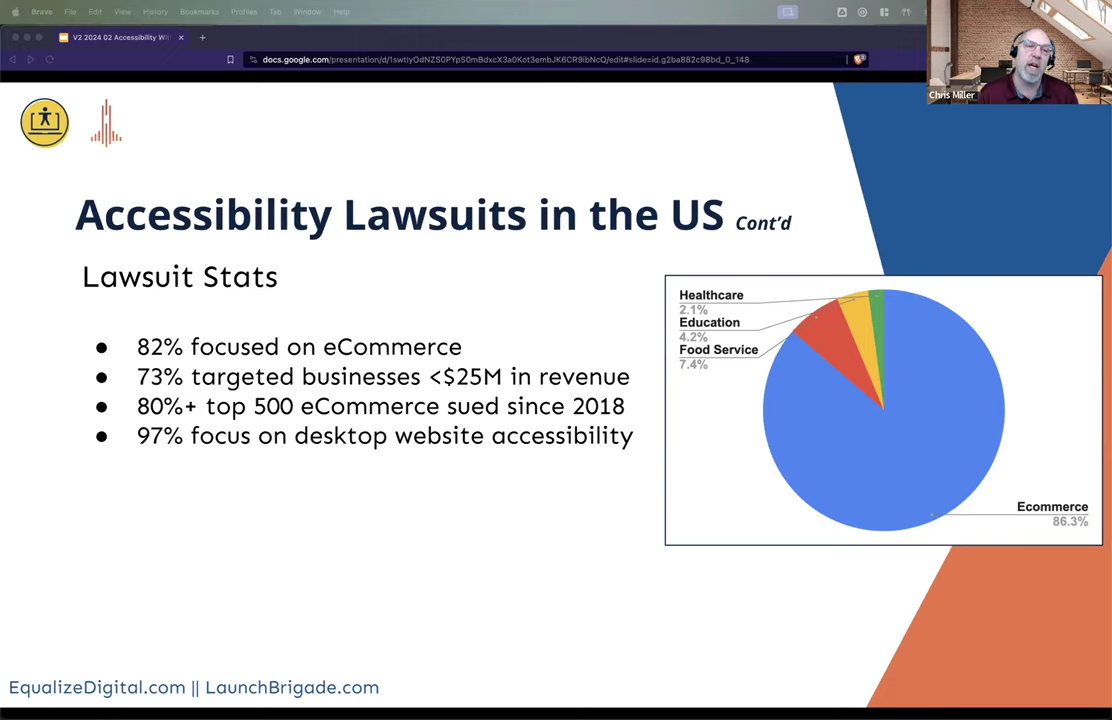 Brave File Edit View History Bookmarks Profiles Tab Window Help
V2 2024 02 Accessibility Wit
docs.google.com/presentation/d/1swtIyOdNZS0PYpS0mBdxcX3a0Kot3embJK6CR9ibNcQ/edit#slide=id.g2ba882c98bd_0_148
Chris Miller
Accessibility Lawsuits in the US Cont'd
Lawsuit Stats
● 82% focused on eCommerce
● 73% targeted businesses <$25M in revenue
● 80%+ top 500 eCommerce sued since 2018
● 97% focus on desktop website accessibility
Healthcare
2.1%
Education
4.2%
Food Service
7.4%
Ecommerce
86.3%
EqualizeDigital.com || LaunchBrigade.com